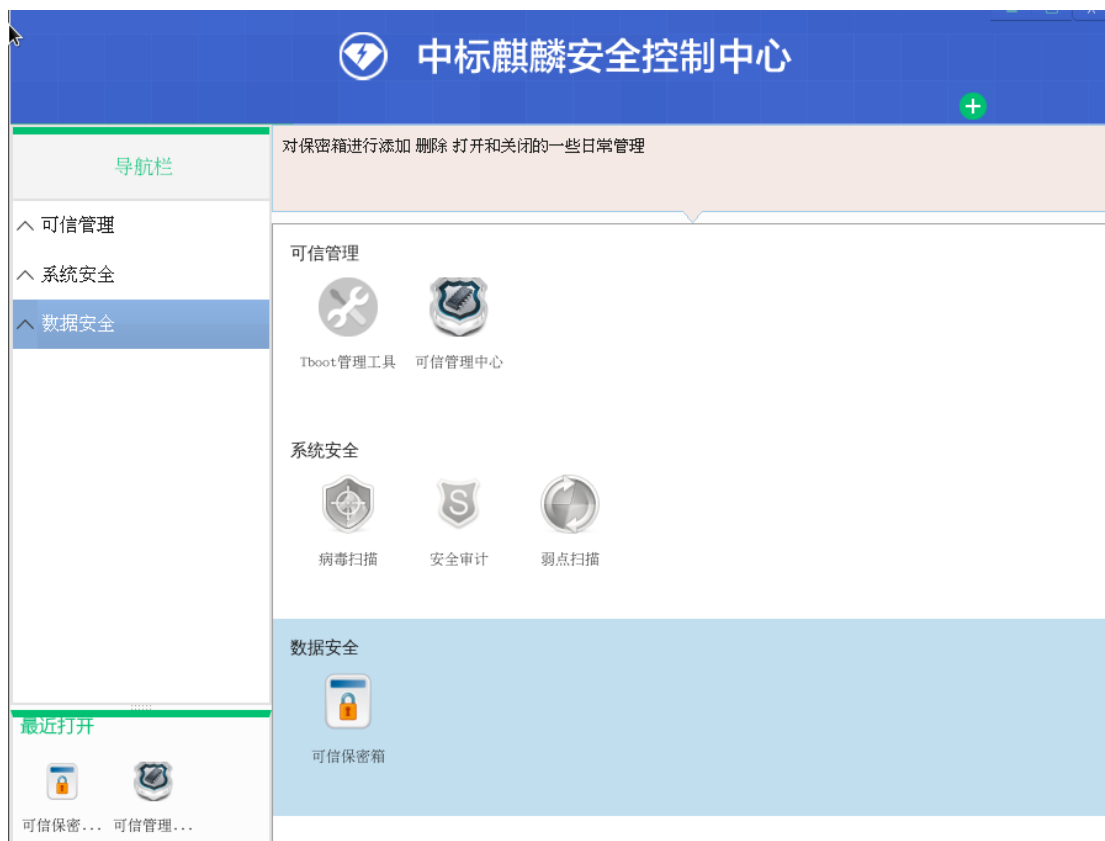 中标麒麟安全控制中心
导航栏
可信管理
系统安全
数据安全
最近打开
可信保密...
可信管理...
对保密箱进行添加 删除 打开和关闭的一些日常管理
可信管理
Tboot管理工具
可信管理中心
系统安全
病毒扫描
安全审计
弱点扫描
数据安全
可信保密箱